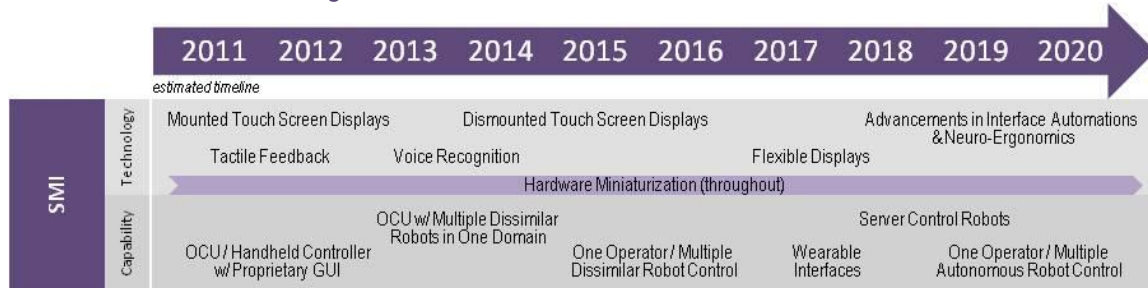 2011 2012 2013 2014 2015 2016 2017 2018 2019 2020
estimated timeline
SMI
Technology
Mounted Touch Screen Displays
Dismounted Touch Screen Displays
Advancements in Interface Automations
& Neuro-Ergonomics
Tactile Feedback
Voice Recognition
Flexible Displays
Hardware Miniaturization (throughout)
Capability
OCU w/ Multiple Dissimilar
Robots in One Domain
Server Control Robots
OCU / Handheld Controller
w/ Proprietary GUI
One Operator / Multiple
Dissimilar Robot Control
Wearable
Interfaces
One Operator / Multiple
Autonomous Robot Control